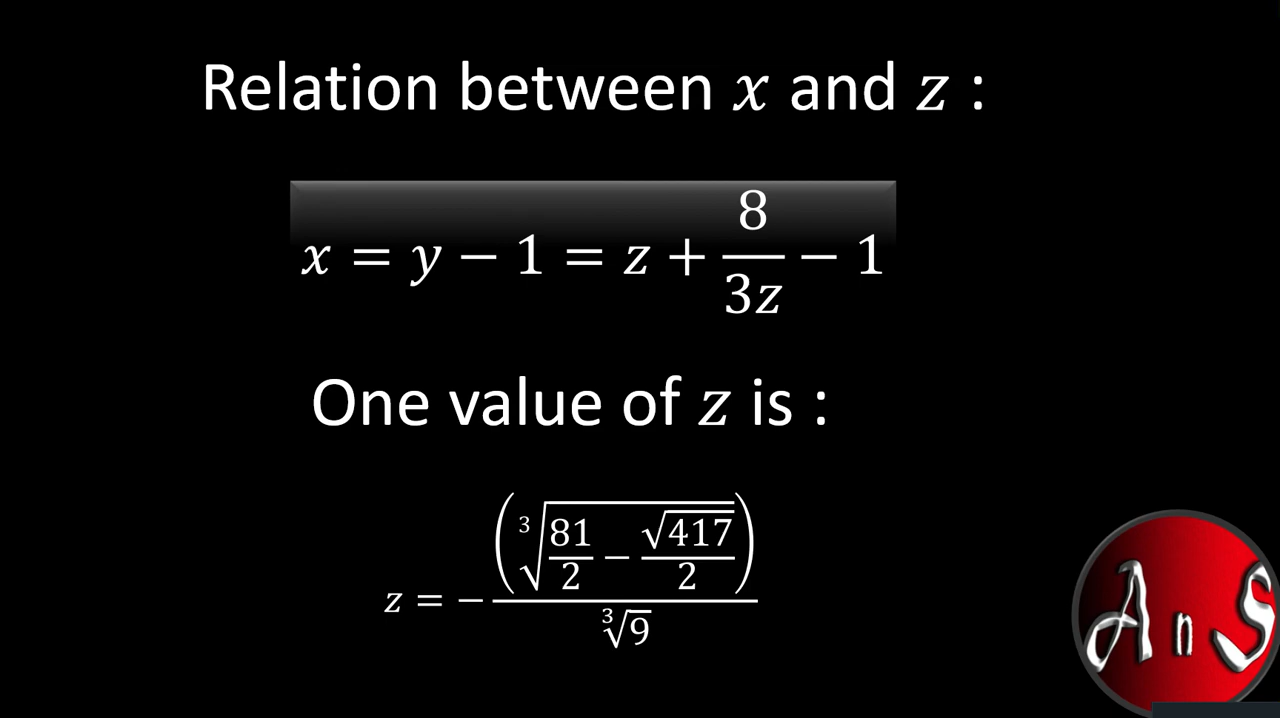 Relation between x and z :
x = y − 1 = z + 8/(3z) − 1
One value of z is :
z = −(∛(81/2 − √417/2))/∛9
AnS